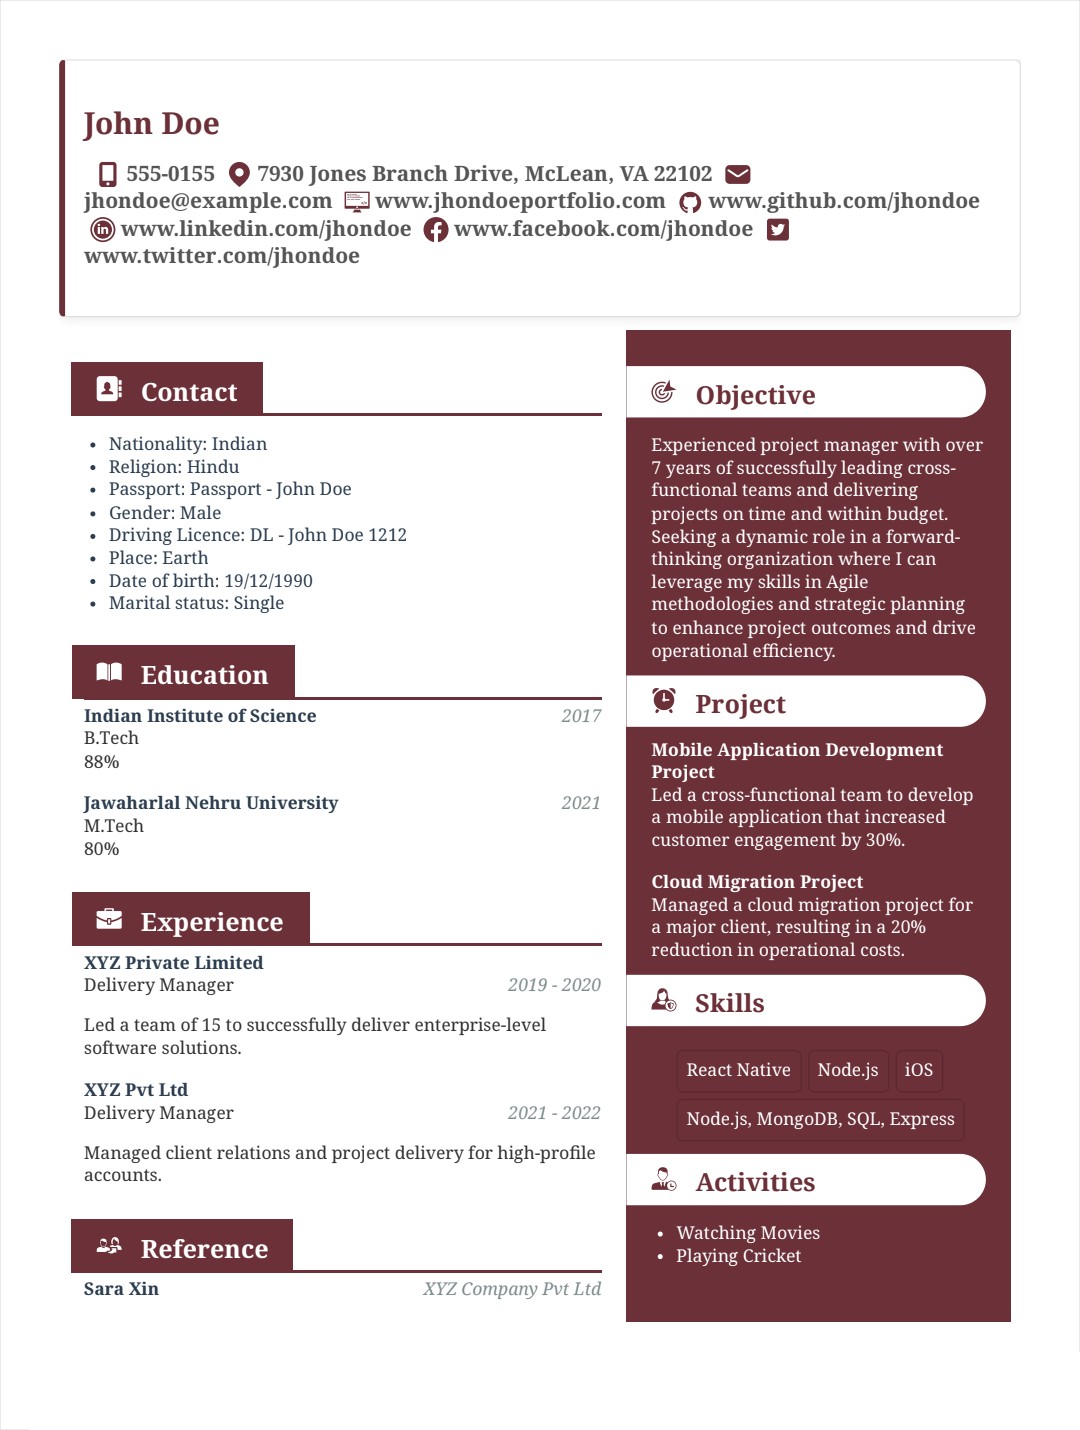 John Doe
555-0155 7930 Jones Branch Drive, McLean, VA 22102
jhondoe@example.com www.jhondoeportfolio.com www.github.com/jhondoe
www.linkedin.com/jhondoe www.facebook.com/jhondoe
www.twitter.com/jhondoe
Contact
• Nationality: Indian
• Religion: Hindu
• Passport: Passport - John Doe
• Gender: Male
• Driving Licence: DL - John Doe 1212
• Place: Earth
• Date of birth: 19/12/1990
• Marital status: Single
Education
Indian Institute of Science 2017
B.Tech
88%
Jawaharlal Nehru University 2021
M.Tech
80%
Experience
XYZ Private Limited
Delivery Manager 2019 - 2020
Led a team of 15 to successfully deliver enterprise-level
software solutions.
XYZ Pvt Ltd
Delivery Manager 2021 - 2022
Managed client relations and project delivery for high-profile
accounts.
Reference
Sara Xin XYZ Company Pvt Ltd
Objective
Experienced project manager with over
7 years of successfully leading cross-
functional teams and delivering
projects on time and within budget.
Seeking a dynamic role in a forward-
thinking organization where I can
leverage my skills in Agile
methodologies and strategic planning
to enhance project outcomes and drive
operational efficiency.
Project
Mobile Application Development
Project
Led a cross-functional team to develop
a mobile application that increased
customer engagement by 30%.
Cloud Migration Project
Managed a cloud migration project for
a major client, resulting in a 20%
reduction in operational costs.
Skills
React Native Node.js iOS
Node.js, MongoDB, SQL, Express
Activities
• Watching Movies
• Playing Cricket